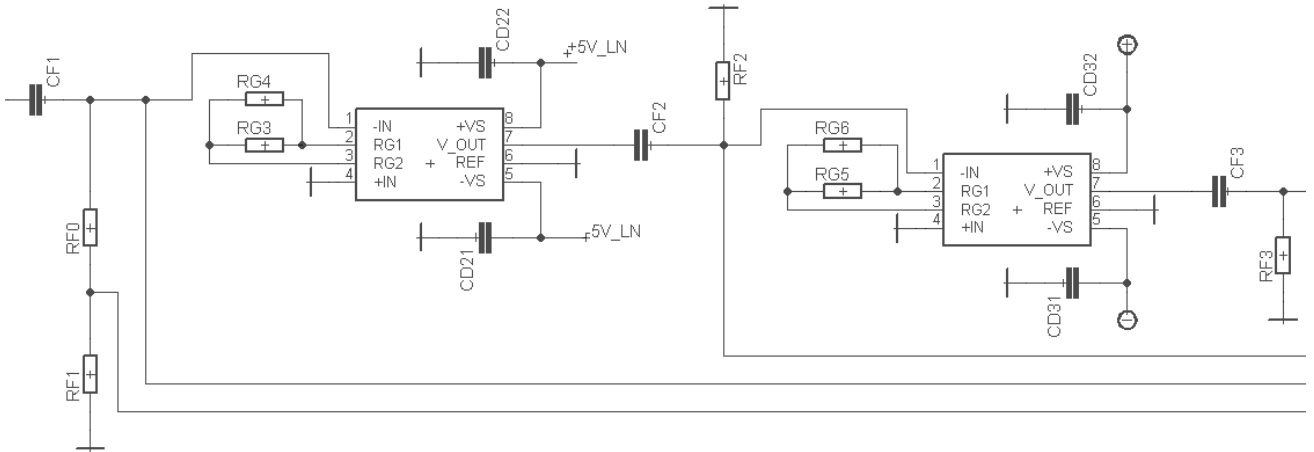 CF1
RG4
RG3
CD22
+5V_LN
1 -IN +VS 8
2 RG1 V_OUT 7
3 RG2 + REF 6
4 +IN -VS 5
CD21
-5V_LN
RF0
RF1
CF2
RF2
RG6
RG5
CD32
1 -IN +VS 8
2 RG1 V_OUT 7
3 RG2 + REF 6
4 +IN -VS 5
CD31
CF3
RF3